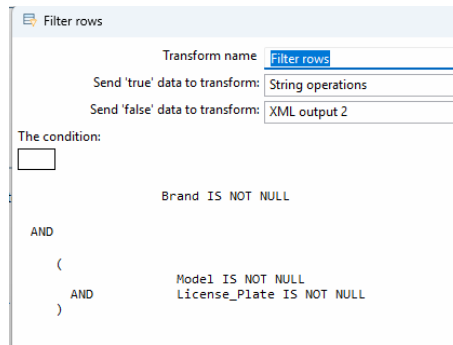 Filter rows
Transform name Filter rows
Send 'true' data to transform: String operations
Send 'false' data to transform: XML output 2
The condition:
Brand IS NOT NULL
AND
(
Model IS NOT NULL
AND License_Plate IS NOT NULL
)